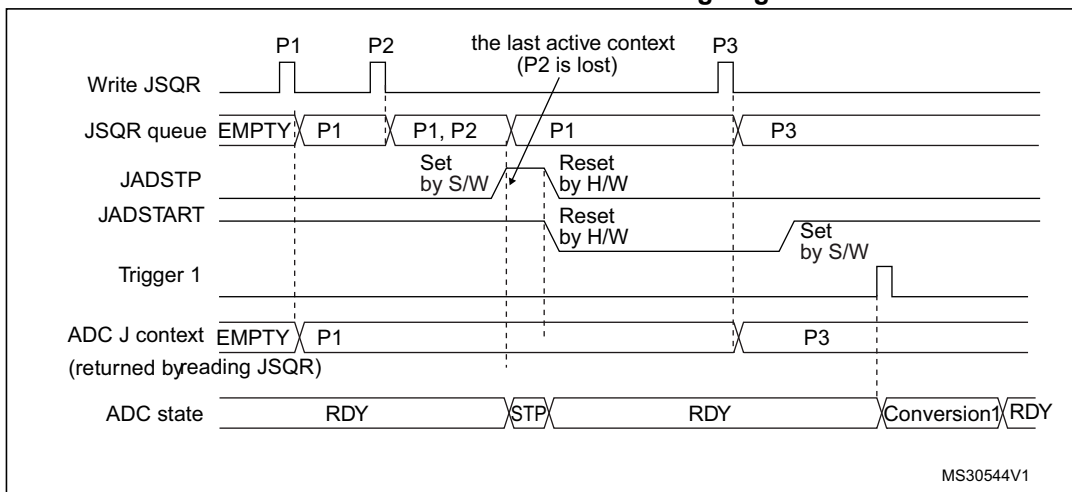 P1 P2 the last active context P3
(P2 is lost)
Write JSQR
JSQR queue EMPTY P1 P1, P2 P1 P3
Set Reset
JADSTP by S/W by H/W
JADSTART Reset Set
by H/W by S/W
Trigger 1
ADC J context EMPTY P1 P3
(returned byreading JSQR)
ADC state RDY STP RDY Conversion1 RDY
MS30544V1